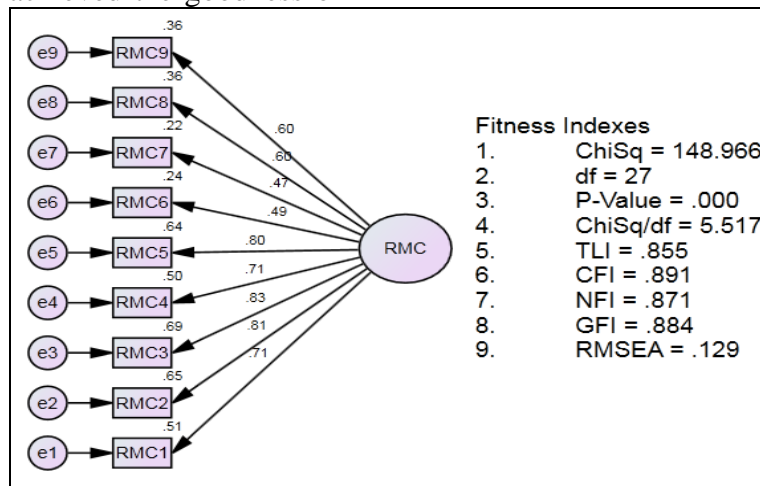 .36
e9 RMC9
.36
e8 RMC8
.22
e7 RMC7
.24
e6 RMC6
.64
e5 RMC5
.50
e4 RMC4
.69
e3 RMC3
.65
e2 RMC2
.51
e1 RMC1
.60
.60
.47
.49
.80
.71
.83
.81
.71
RMC
Fitness Indexes
1. ChiSq = 148.966
2. df = 27
3. P-Value = .000
4. ChiSq/df = 5.517
5. TLI = .855
6. CFI = .891
7. NFI = .871
8. GFI = .884
9. RMSEA = .129